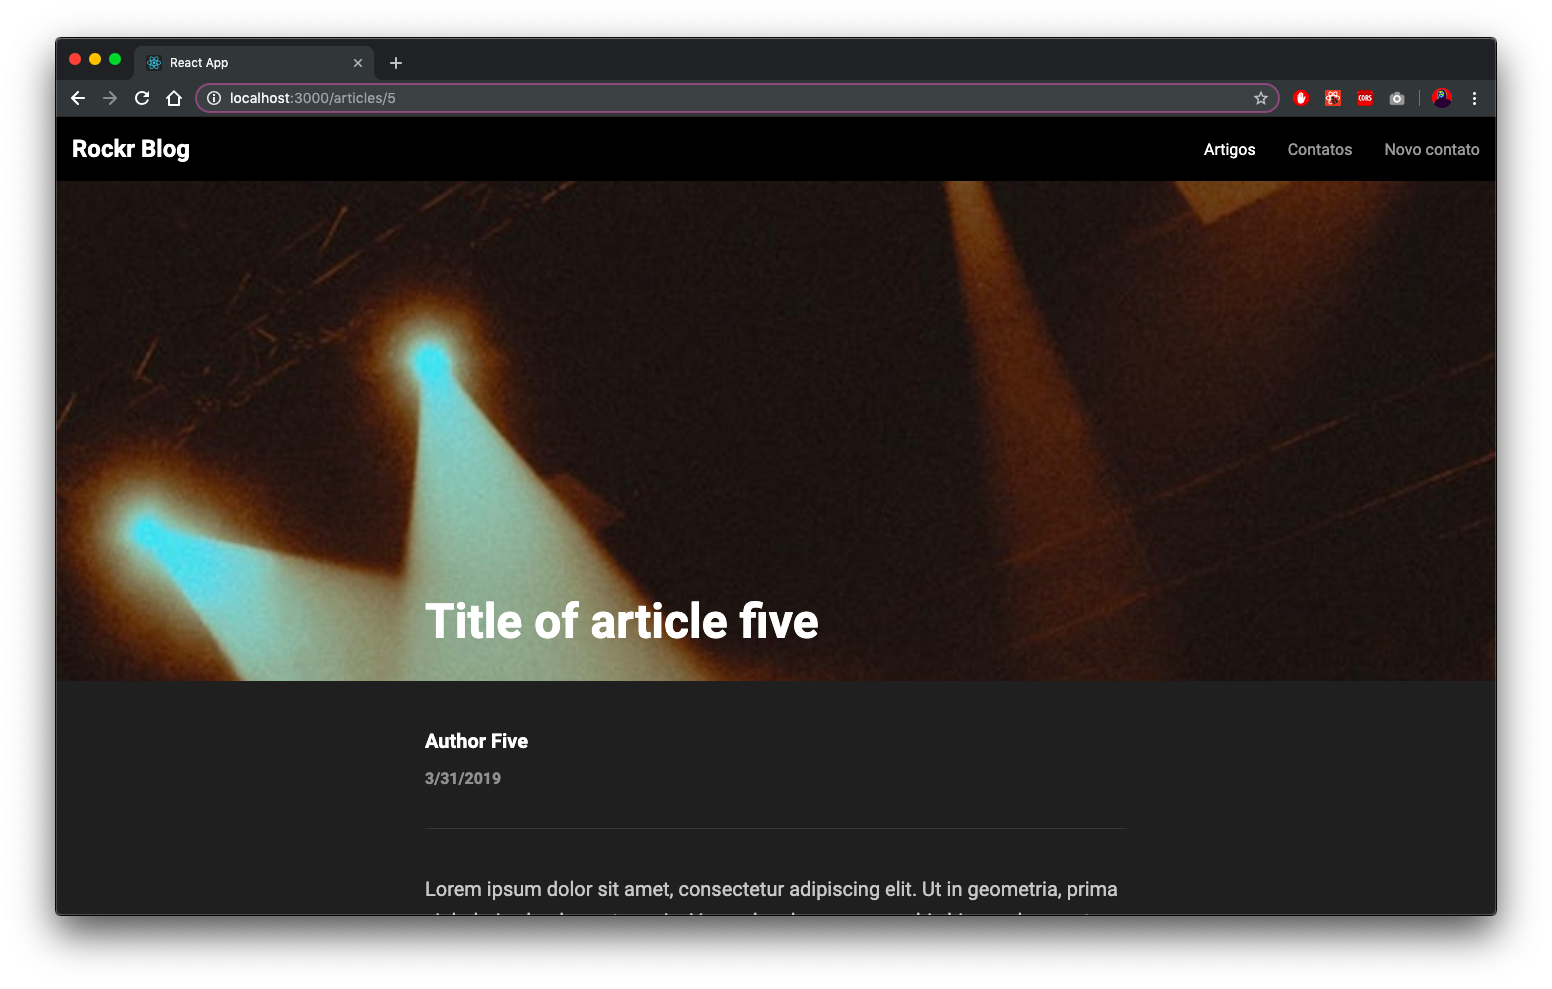 React App
localhost:3000/articles/5
CORS
Rockr Blog
Artigos Contatos Novo contato
Title of article five
Author Five
3/31/2019
Lorem ipsum dolor sit amet, consectetur adipiscing elit. Ut in geometria, prima